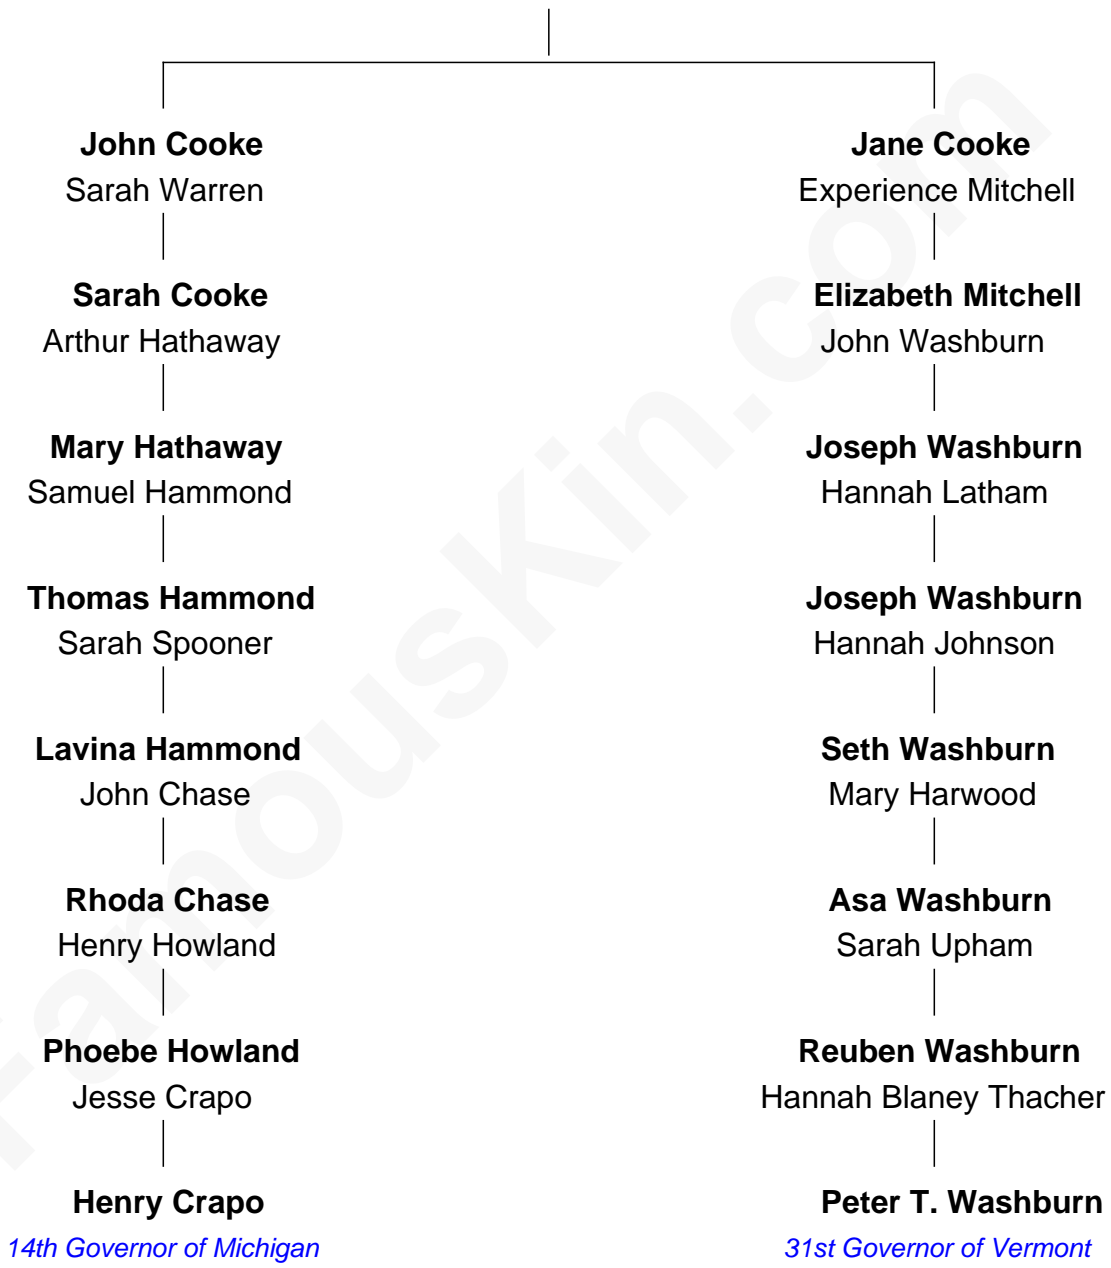 John Cooke
Sarah Warren
Jane Cooke
Experience Mitchell
Sarah Cooke
Arthur Hathaway
Elizabeth Mitchell
John Washburn
Mary Hathaway
Samuel Hammond
Joseph Washburn
Hannah Latham
Thomas Hammond
Sarah Spooner
Joseph Washburn
Hannah Johnson
Lavina Hammond
John Chase
Seth Washburn
Mary Harwood
Rhoda Chase
Henry Howland
Asa Washburn
Sarah Upham
Phoebe Howland
Jesse Crapo
Reuben Washburn
Hannah Blaney Thacher
Henry Crapo
14th Governor of Michigan
Peter T. Washburn
31st Governor of Vermont
FamousKin.com